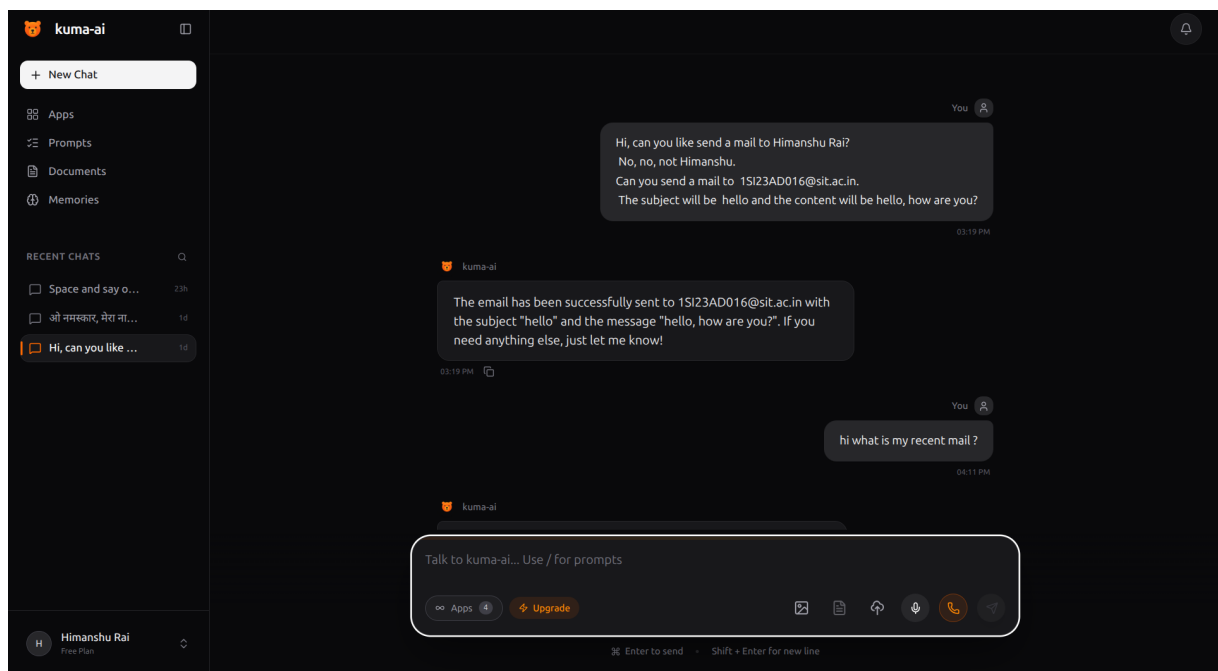 kuma-ai
New Chat
Apps
Prompts
Documents
Memories
RECENT CHATS
Space and say o... 23h
ओ नमस्कार, मेरा ना... 1d
Hi, can you like ... 1d
H
Himanshu Rai
Free Plan
You
Hi, can you like send a mail to Himanshu Rai?
No, no, not Himanshu.
Can you send a mail to 1SI23AD016@sit.ac.in.
The subject will be hello and the content will be hello, how are you?
03:19 PM
kuma-ai
The email has been successfully sent to 1SI23AD016@sit.ac.in with
the subject "hello" and the message "hello, how are you?". If you
need anything else, just let me know!
03:19 PM
You
hi what is my recent mail ?
04:11 PM
kuma-ai
Talk to kuma-ai... Use / for prompts
Apps 4 Upgrade
⌘ Enter to send • Shift + Enter for new line